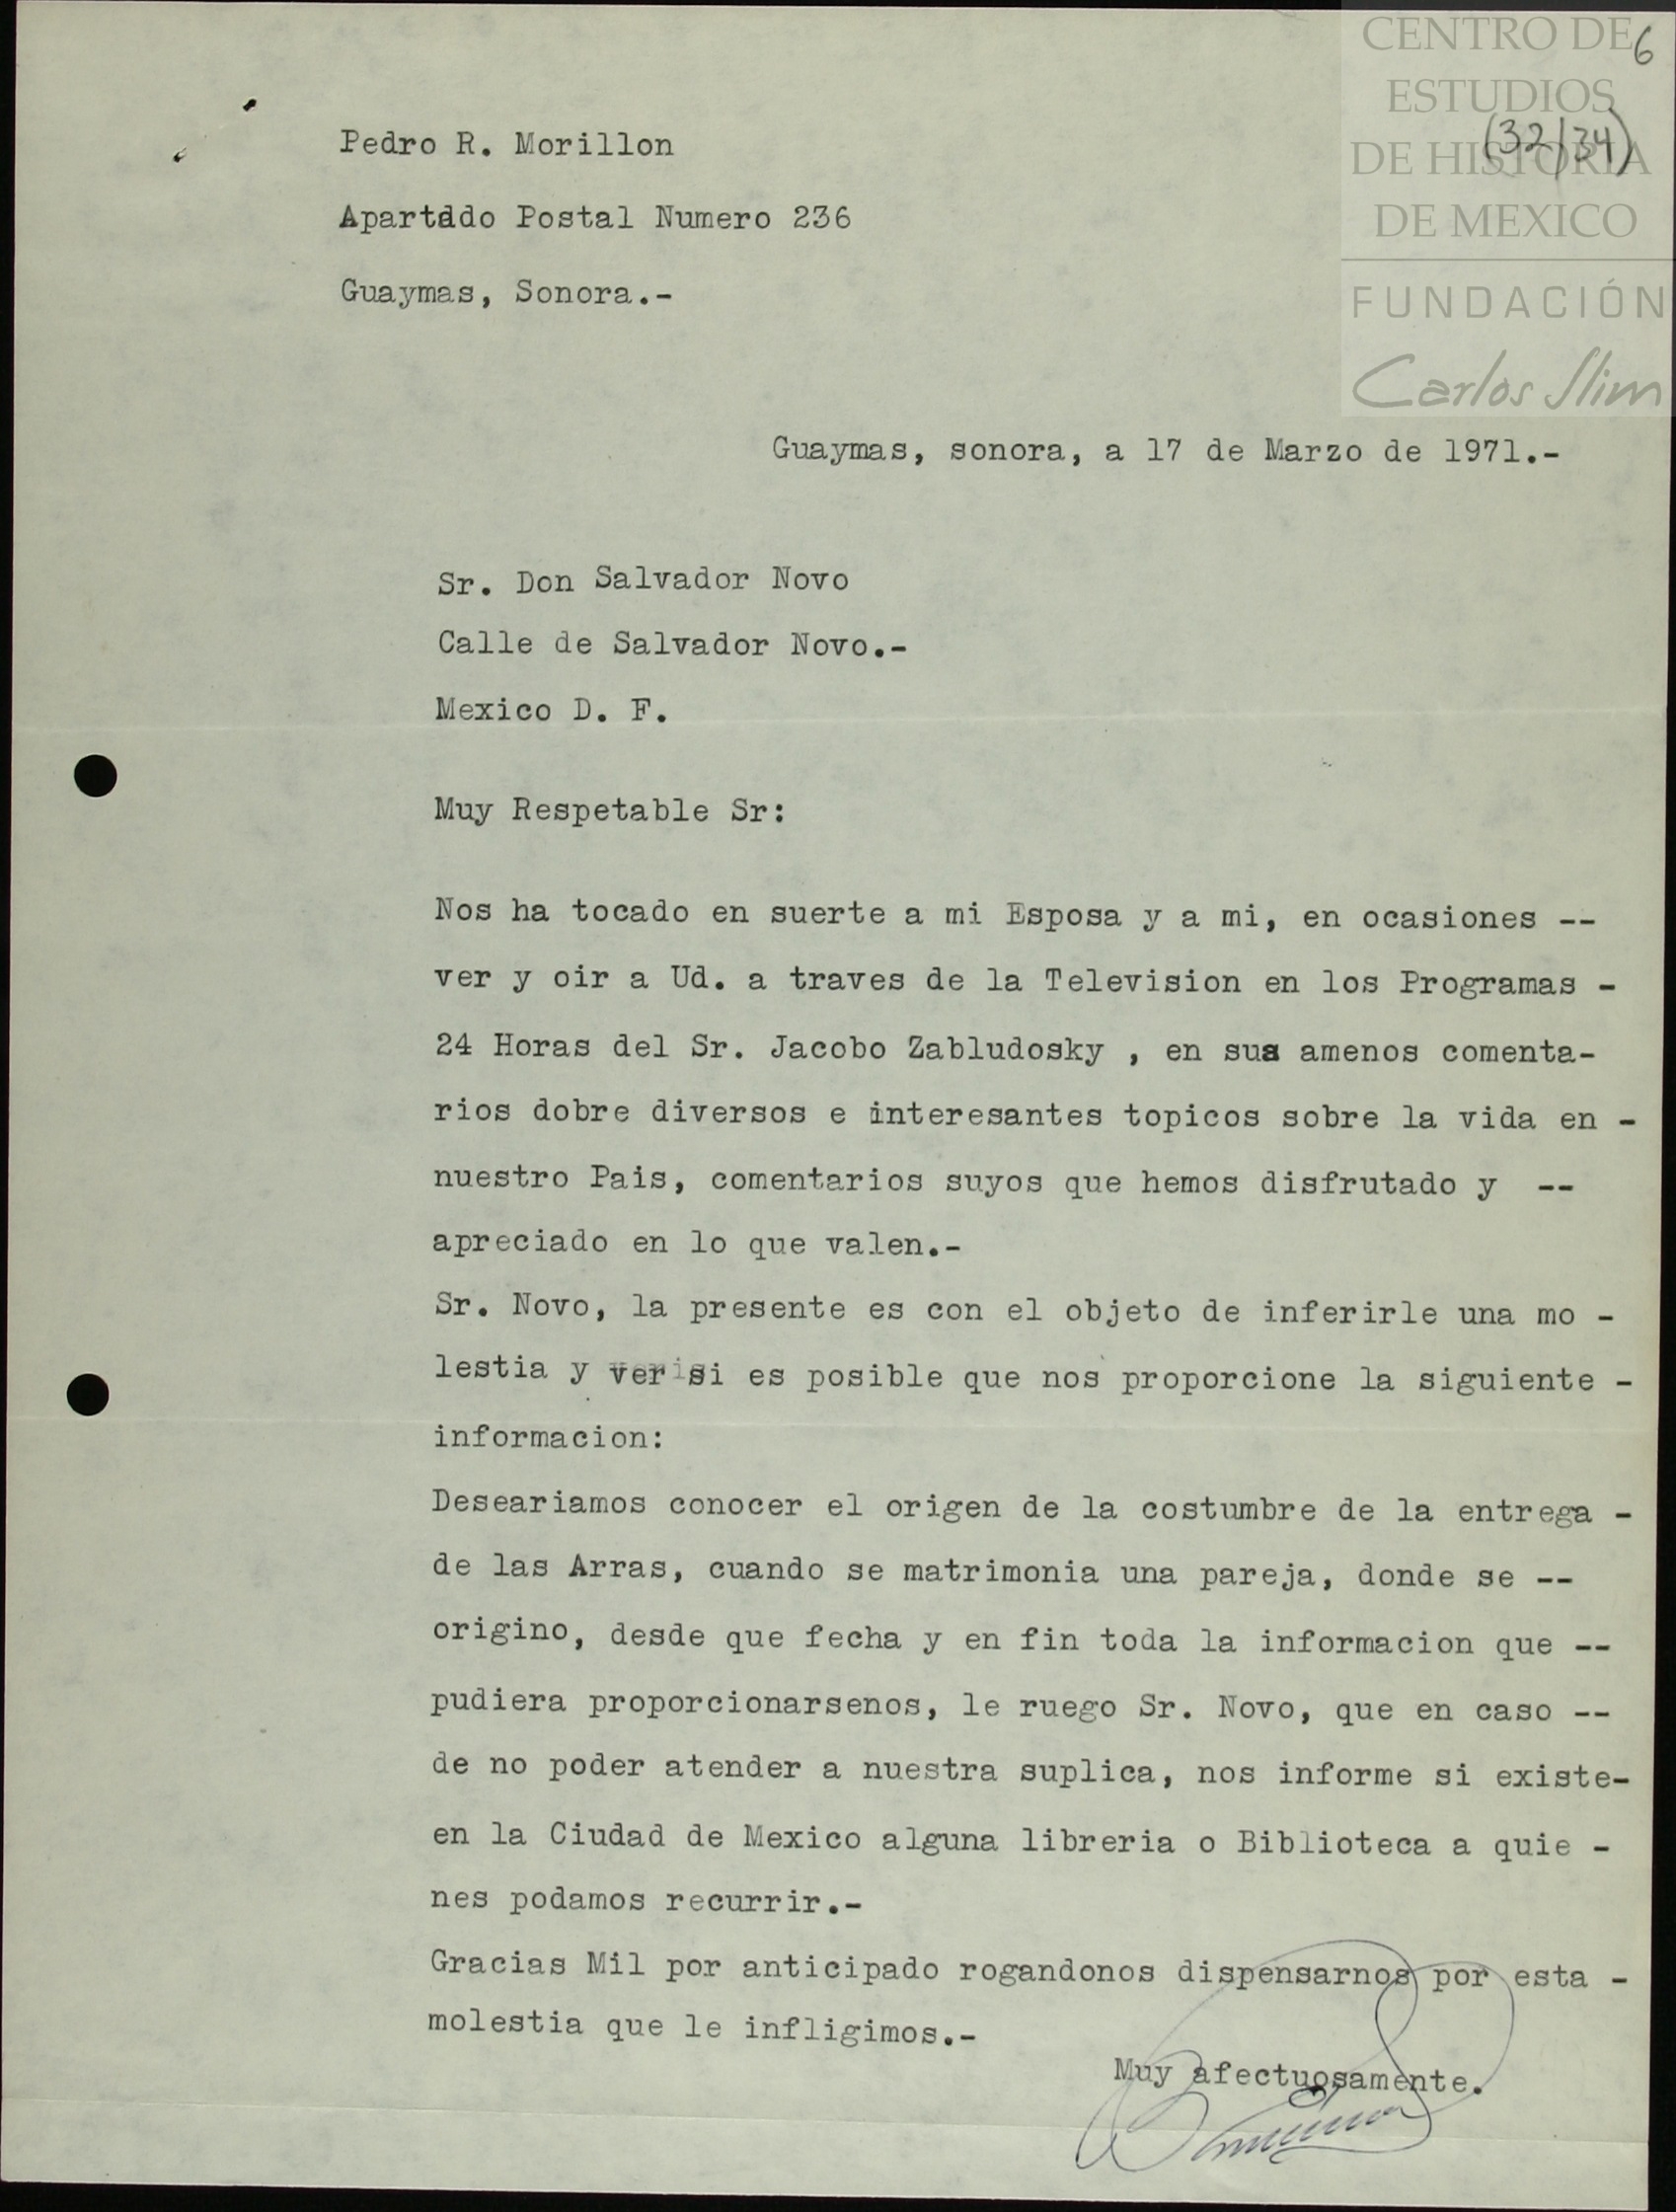 CENTRO DE
ESTUDIOS
DE HISTORIA
DE MEXICO
FUNDACIÓN
Carlos Slim
6
(32/34)
Pedro R. Morillon
Apartado Postal Numero 236
Guaymas, Sonora.-
Guaymas, sonora, a 17 de Marzo de 1971.-
Sr. Don Salvador Novo
Calle de Salvador Novo.-
Mexico D. F.
Muy Respetable Sr:
Nos ha tocado en suerte a mi Esposa y a mi, en ocasiones --
ver y oir a Ud. a traves de la Television en los Programas -
24 Horas del Sr. Jacobo Zabludosky , en sus amenos comenta-
rios dobre diversos e interesantes topicos sobre la vida en -
nuestro Pais, comentarios suyos que hemos disfrutado y --
apreciado en lo que valen.-
Sr. Novo, la presente es con el objeto de inferirle una mo -
lestia y ver si es posible que nos proporcione la siguiente -
informacion:
Deseariamos conocer el origen de la costumbre de la entrega -
de las Arras, cuando se matrimonia una pareja, donde se --
origino, desde que fecha y en fin toda la informacion que --
pudiera proporcionarsenos, le ruego Sr. Novo, que en caso --
de no poder atender a nuestra suplica, nos informe si existe-
en la Ciudad de Mexico alguna libreria o Biblioteca a quie -
nes podamos recurrir.-
Gracias Mil por anticipado rogandonos dispensarnos por esta -
molestia que le infligimos.-
Muy afectuosamente.